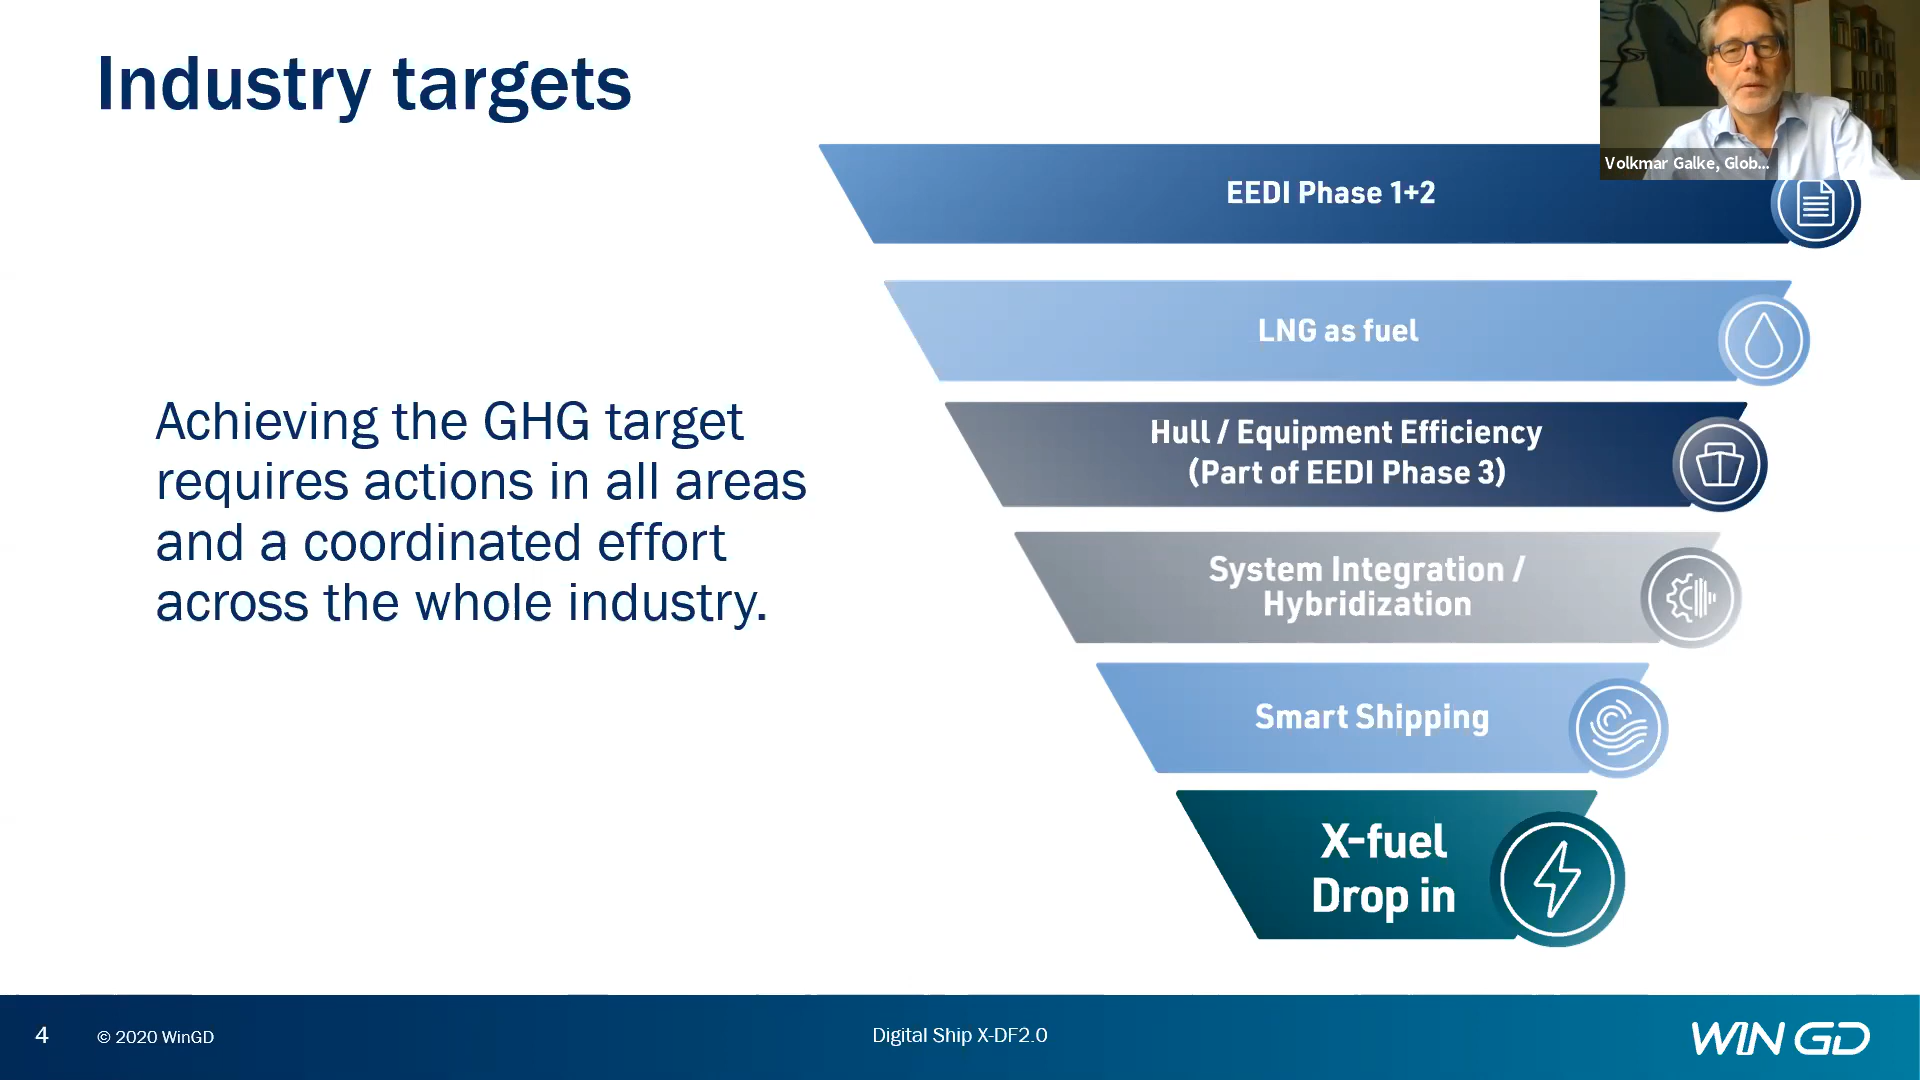 Industry targets
Volkmar Galke, Glob...
EEDI Phase 1+2
LNG as fuel
Achieving the GHG target
requires actions in all areas
and a coordinated effort
across the whole industry.
Hull / Equipment Efficiency
(Part of EEDI Phase 3)
System Integration /
Hybridization
Smart Shipping
X-fuel
Drop in
4
© 2020 WinGD
Digital Ship X-DF2.0
WIN GD